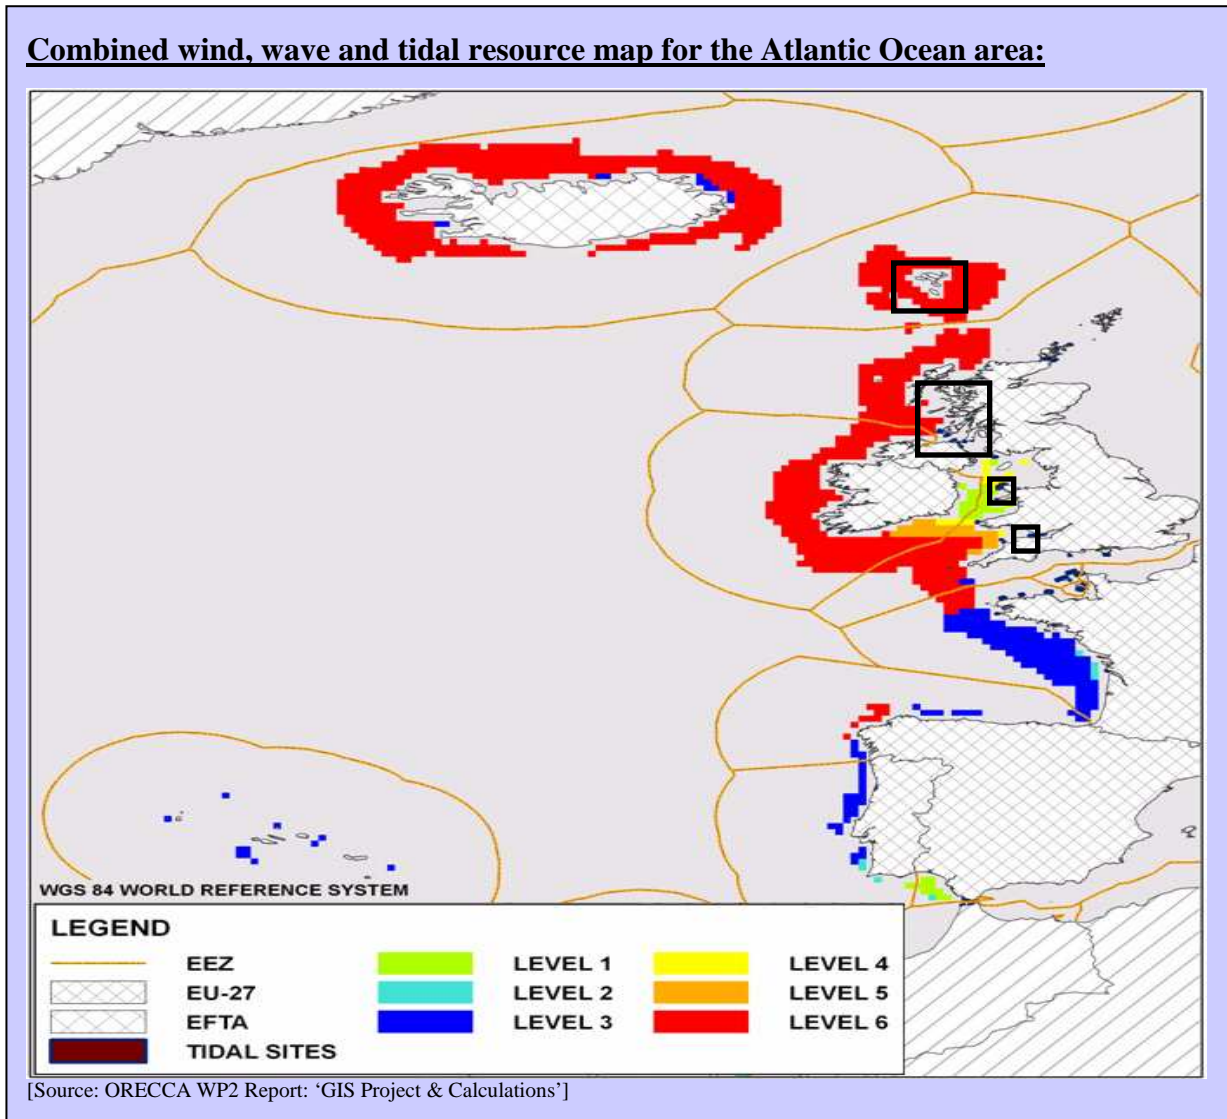 Combined wind, wave and tidal resource map for the Atlantic Ocean area:
WGS 84 WORLD REFERENCE SYSTEM
LEGEND
EEZ
EU-27
EFTA
TIDAL SITES
LEVEL 1
LEVEL 2
LEVEL 3
LEVEL 4
LEVEL 5
LEVEL 6
[Source: ORECCA WP2 Report: ‘GIS Project & Calculations’]